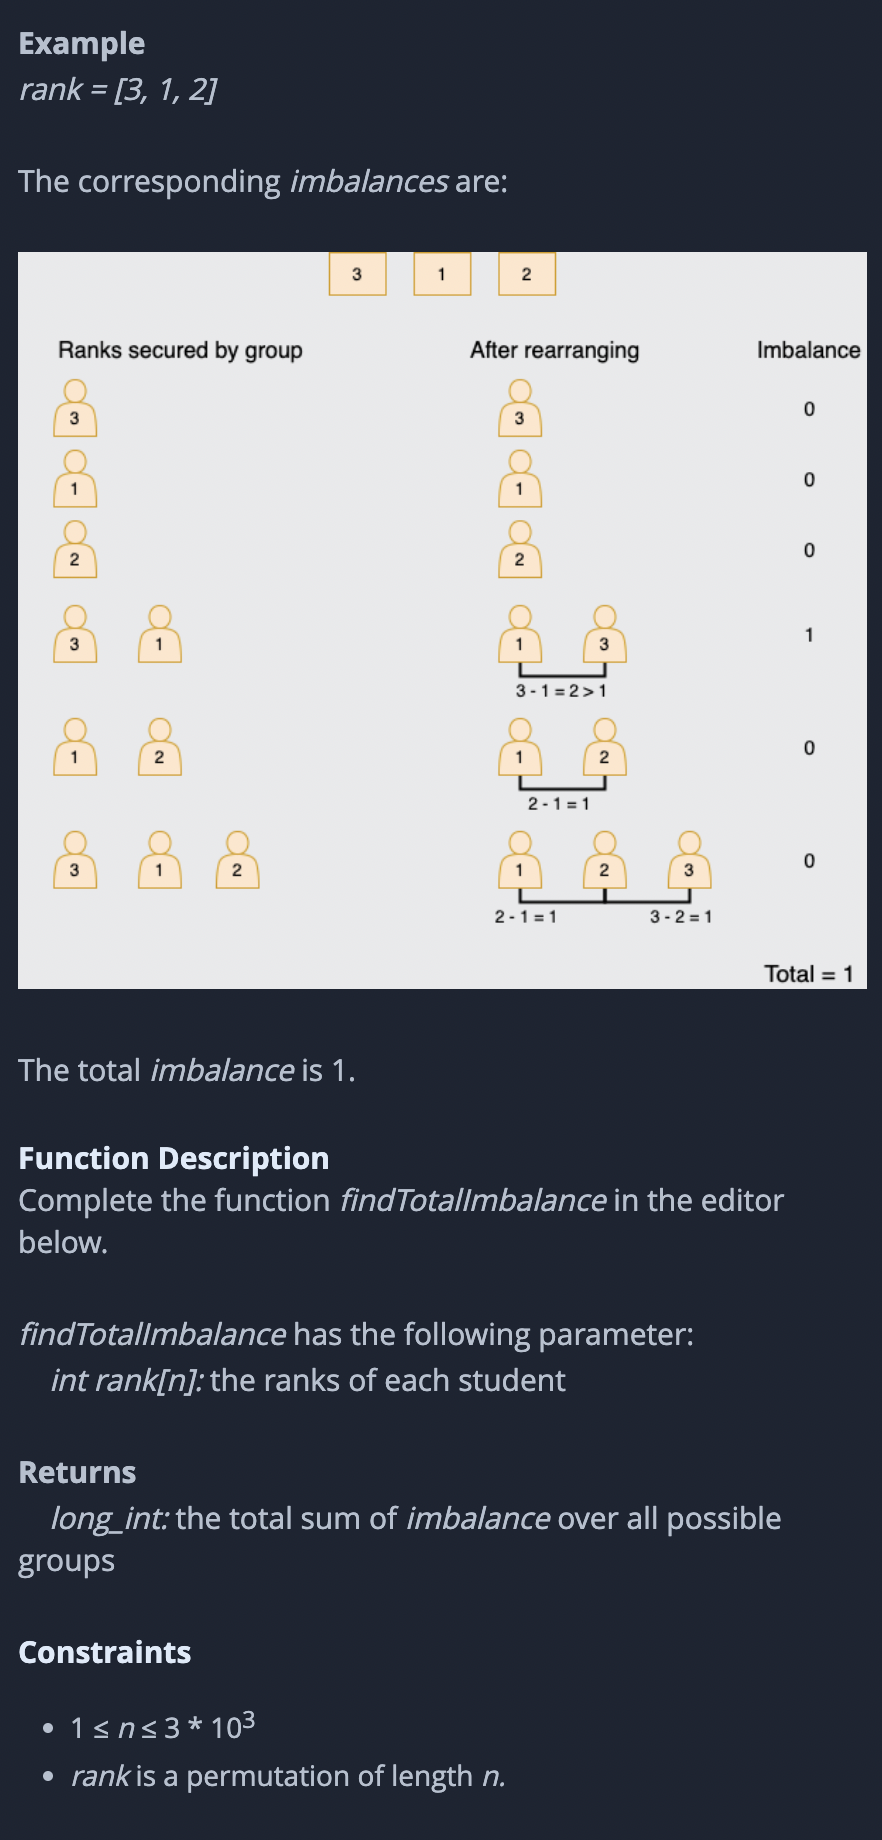 Example
rank = [3, 1, 2]
The corresponding imbalances are:
3 1 2
Ranks secured by group After rearranging Imbalance
3 3 0
1 1 0
2 2 0
3 1 1 3 1
3 - 1 = 2 > 1
1 2 1 2 0
2 - 1 = 1
3 1 2 1 2 3 0
2 - 1 = 1 3 - 2 = 1
Total = 1
The total imbalance is 1.
Function Description
Complete the function findTotalImbalance in the editor
below.
findTotalImbalance has the following parameter:
int rank[n]: the ranks of each student
Returns
long_int: the total sum of imbalance over all possible
groups
Constraints
• 1 ≤ n ≤ 3 * 10³
• rank is a permutation of length n.